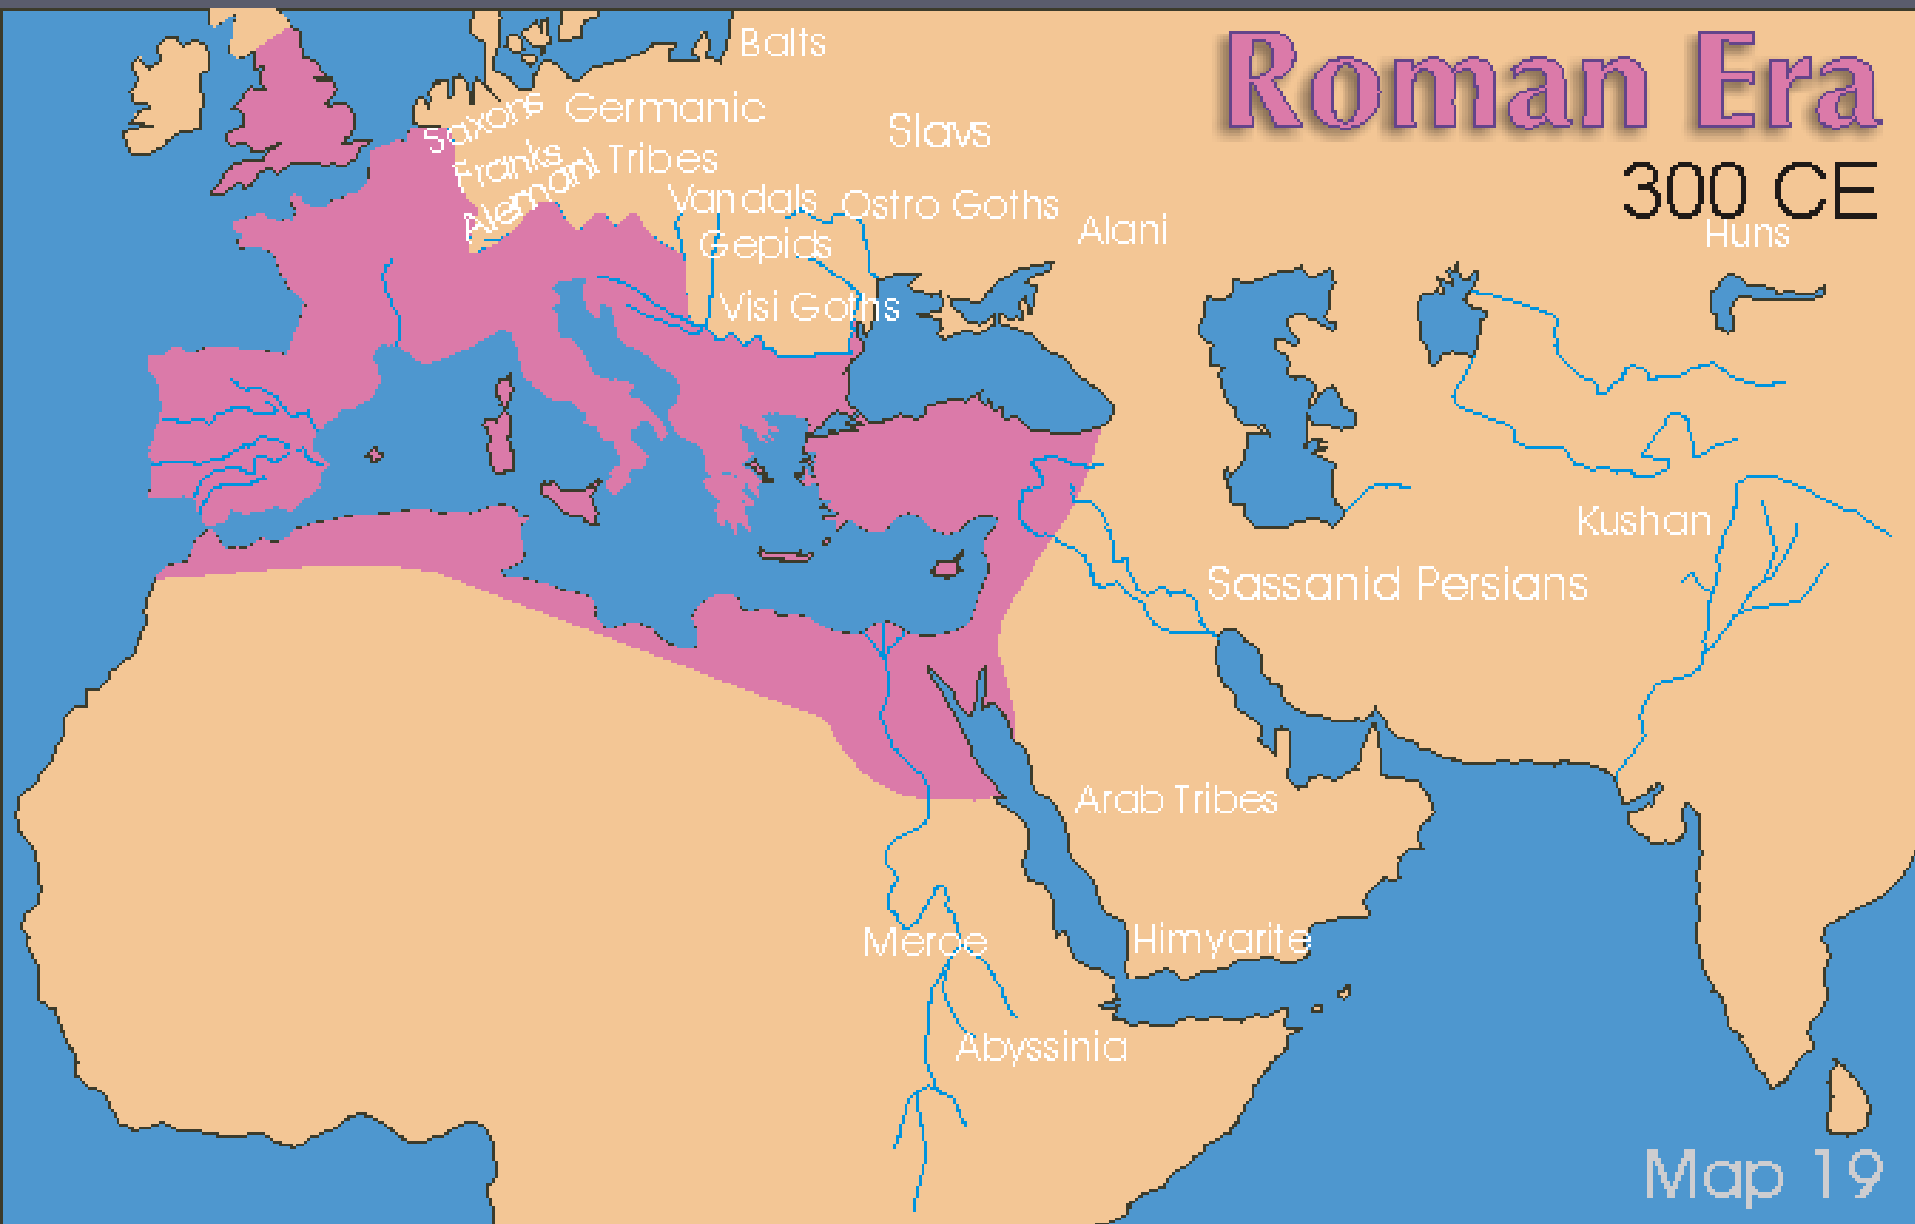 Roman Era
300 CE
Balts
Saxons
Germanic
Tribes
Franks
Alemani
Slavs
Vandals
Ostro Goths
Gepids
Visi Goths
Alani
Huns
Kushan
Sassanid Persians
Arab Tribes
Himyarite
Meroe
Abyssinia
Map 19